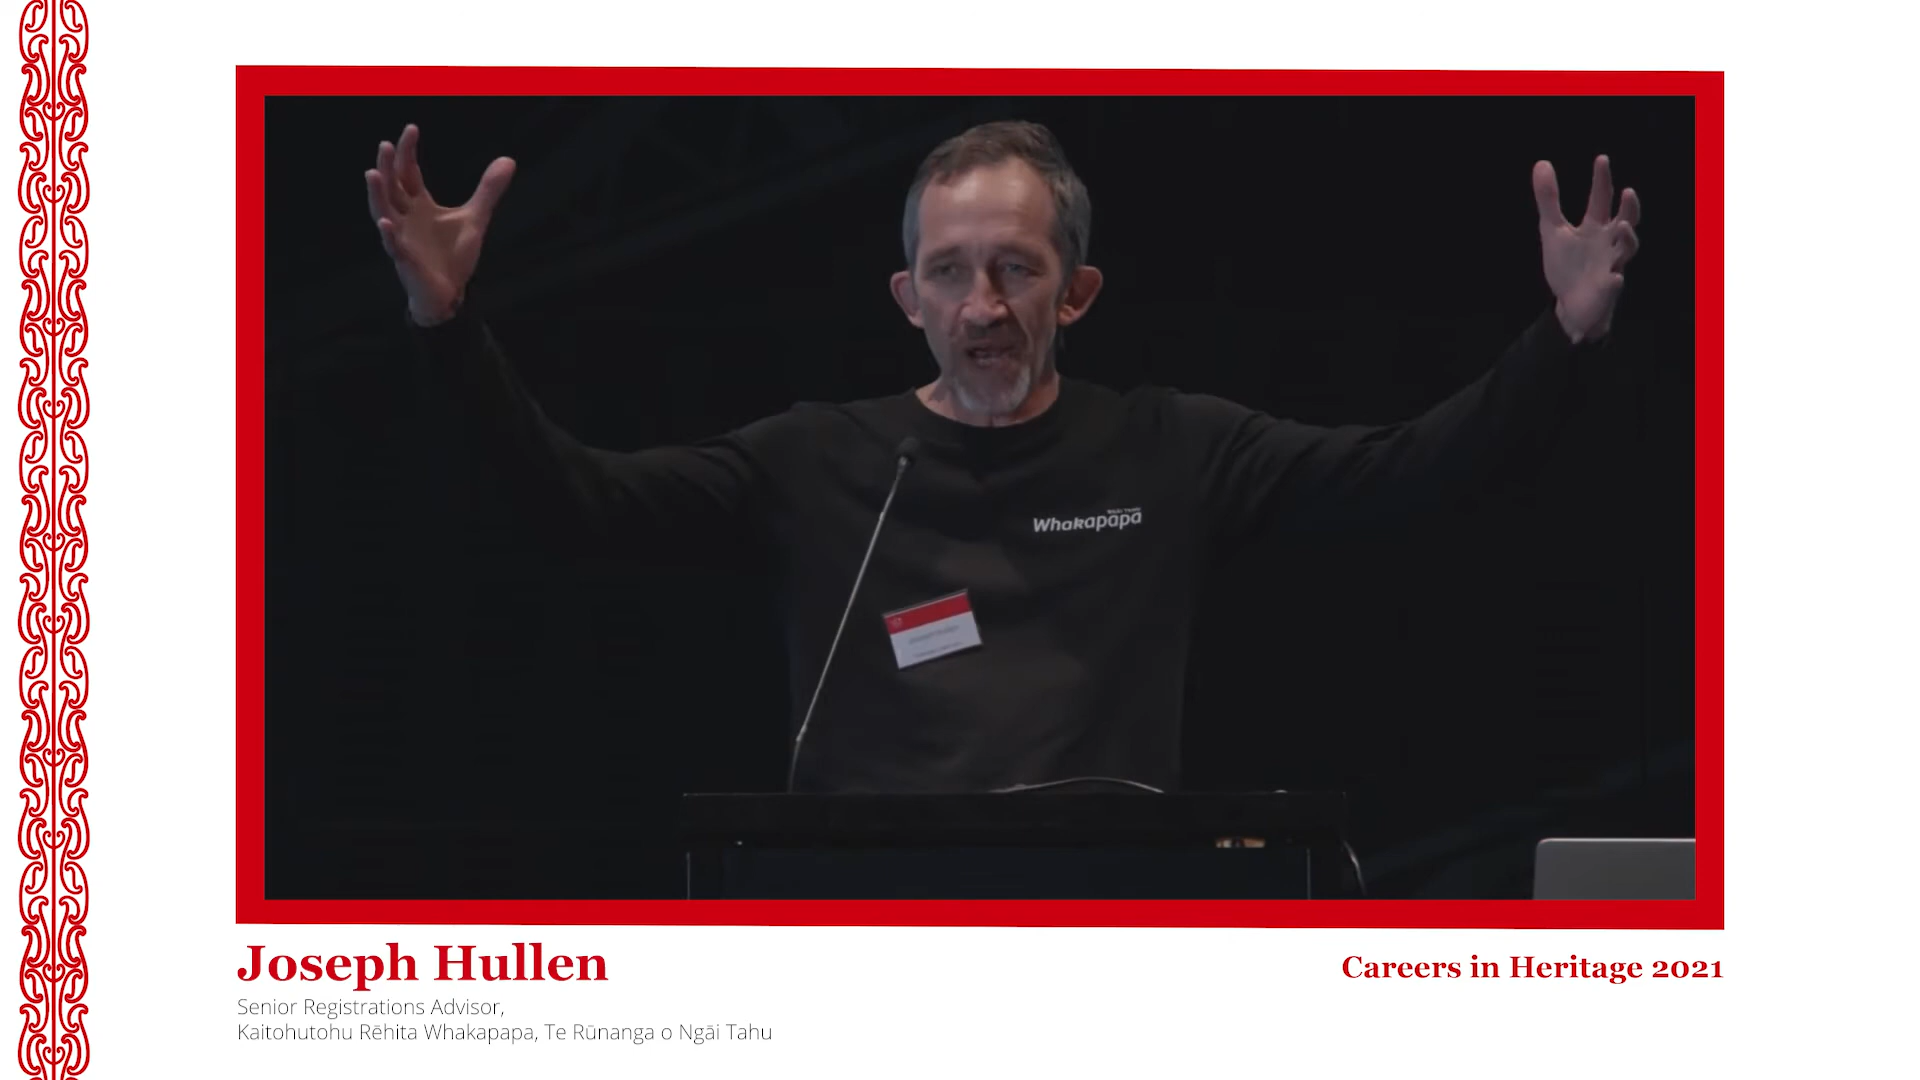 Whakapapa
Joseph Hullen
Careers in Heritage 2021
Senior Registrations Advisor,
Kaitohutohu Rēhita Whakapapa, Te Rūnanga o Ngāi Tahu